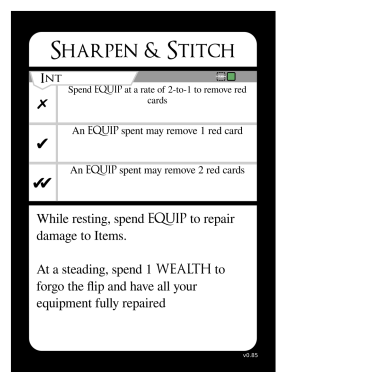 SHARPEN & STITCH
INT
✗ Spend EQUIP at a rate of 2-to-1 to remove red
cards
✔ An EQUIP spent may remove 1 red card
✔✔ An EQUIP spent may remove 2 red cards
While resting, spend EQUIP to repair
damage to Items.
At a steading, spend 1 WEALTH to
forgo the flip and have all your
equipment fully repaired
v0.85